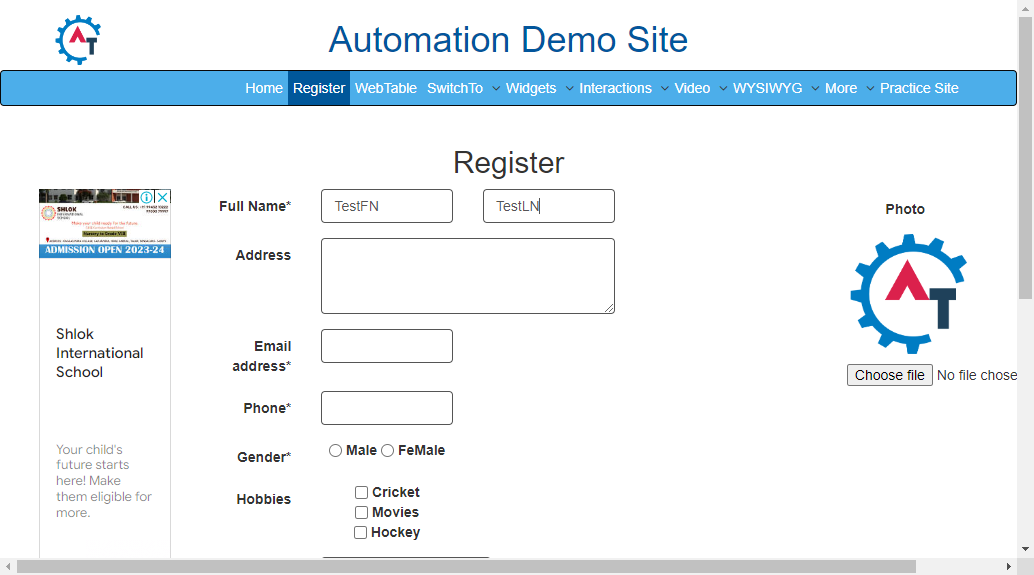 Automation Demo Site
Home Register WebTable SwitchTo Widgets Interactions Video WYSIWYG More Practice Site
Register
Full Name*
TestFN
TestLN
Photo
Address
Email
address*
Choose file No file chose
Phone*
Gender*
Male FeMale
Hobbies
Cricket
Movies
Hockey
SHLOK
INTERNATIONAL
SCHOOL
ADMISSION OPEN 2023-24
Shlok
International
School
Your child's
future starts
here! Make
them eligible for
more.